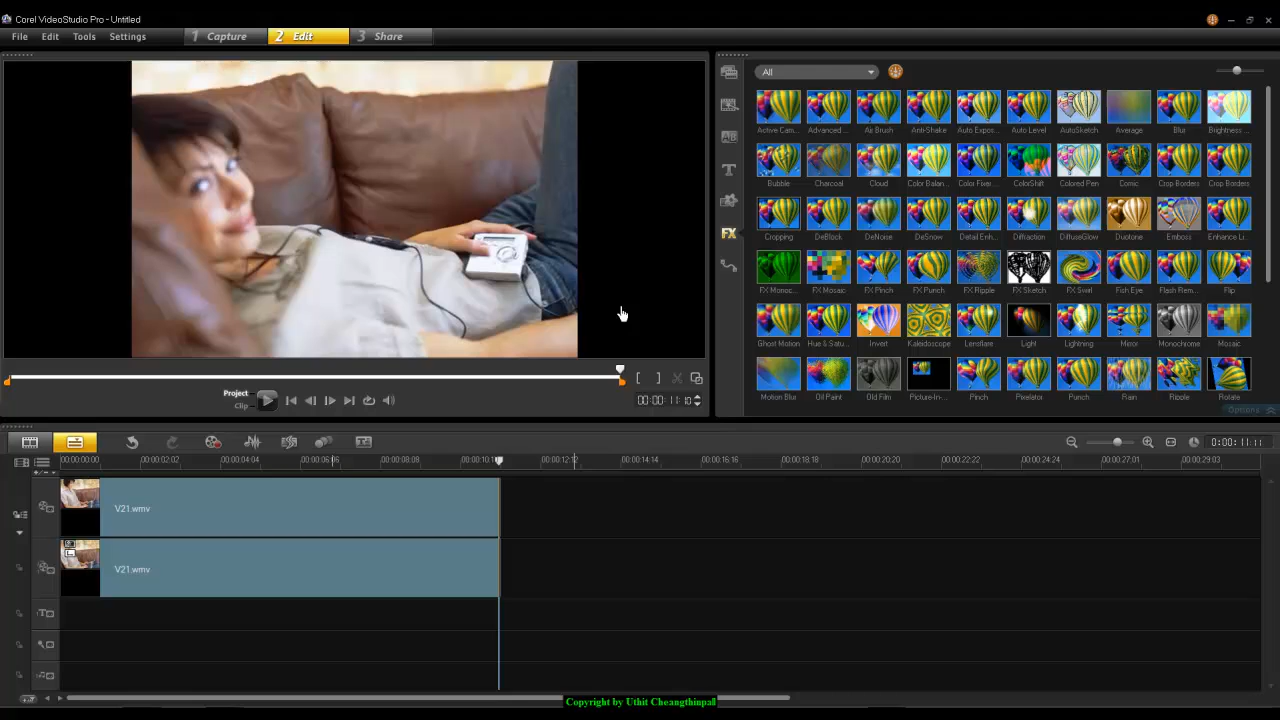 Corel VideoStudio Pro - Untitled
File Edit Tools Settings 1 Capture 2 Edit 3 Share
All
Active Cam... Advanced ... Air Brush Anti-Shake Auto Expos... Auto Level AutoSketch Average Blur Brightness ...
Bubble Charcoal Cloud Color Balan... Color Fixer... ColorShift Colored Pen Comic Crop Borders Crop Borders
Cropping DeBlock DeNoise DeSnow Detail Enh... Diffraction DiffuseGlow Duotone Emboss Enhance Li...
FX Monoc... FX Mosaic FX Pinch FX Punch FX Ripple FX Sketch FX Swirl Fish Eye Flash Rem... Flip
Ghost Motion Hue & Satu... Invert Kaleidoscope Lensflare Light Lightning Mirror Monochrome Mosaic
Motion Blur Oil Paint Old Film Picture-In-... Pinch Pixelator Punch Rain Ripple Rotate
Options
Project
Clip
00:00:11:10
0:00:11:11
00:00:00:00 00:00:02:02 00:00:04:04 00:00:06:06 00:00:08:08 00:00:10:10 00:00:12:12 00:00:14:14 00:00:16:16 00:00:18:18 00:00:20:20 00:00:22:22 00:00:24:24 00:00:27:01 00:00:29:03
V21.wmv
V21.wmv
Copyright by Uthit Cheangthinpall